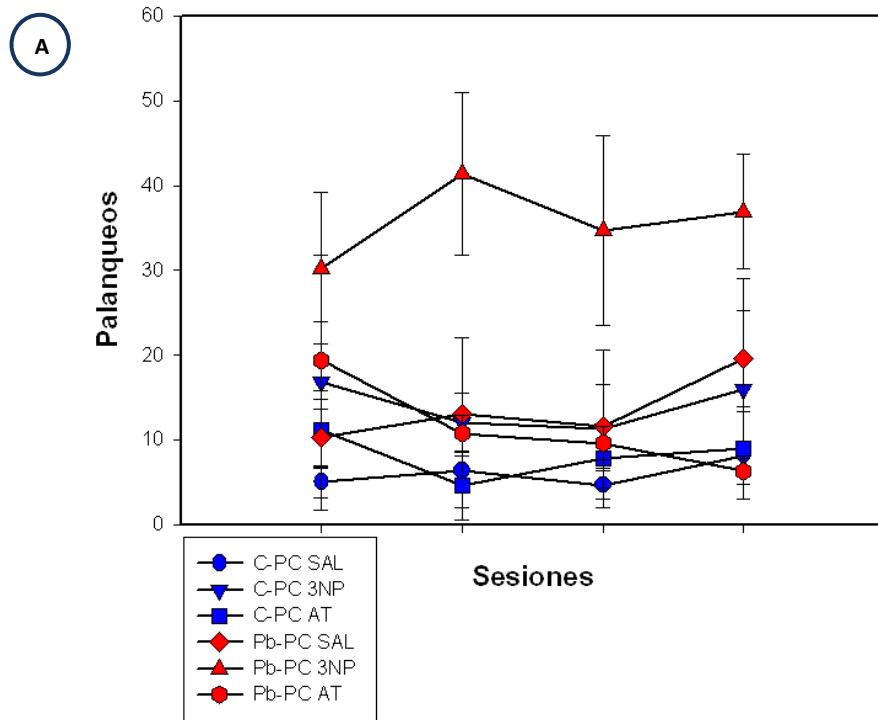 A
60
50
40
30
20
10
0
Palanqueos
Sesiones
C-PC SAL
C-PC 3NP
C-PC AT
Pb-PC SAL
Pb-PC 3NP
Pb-PC AT